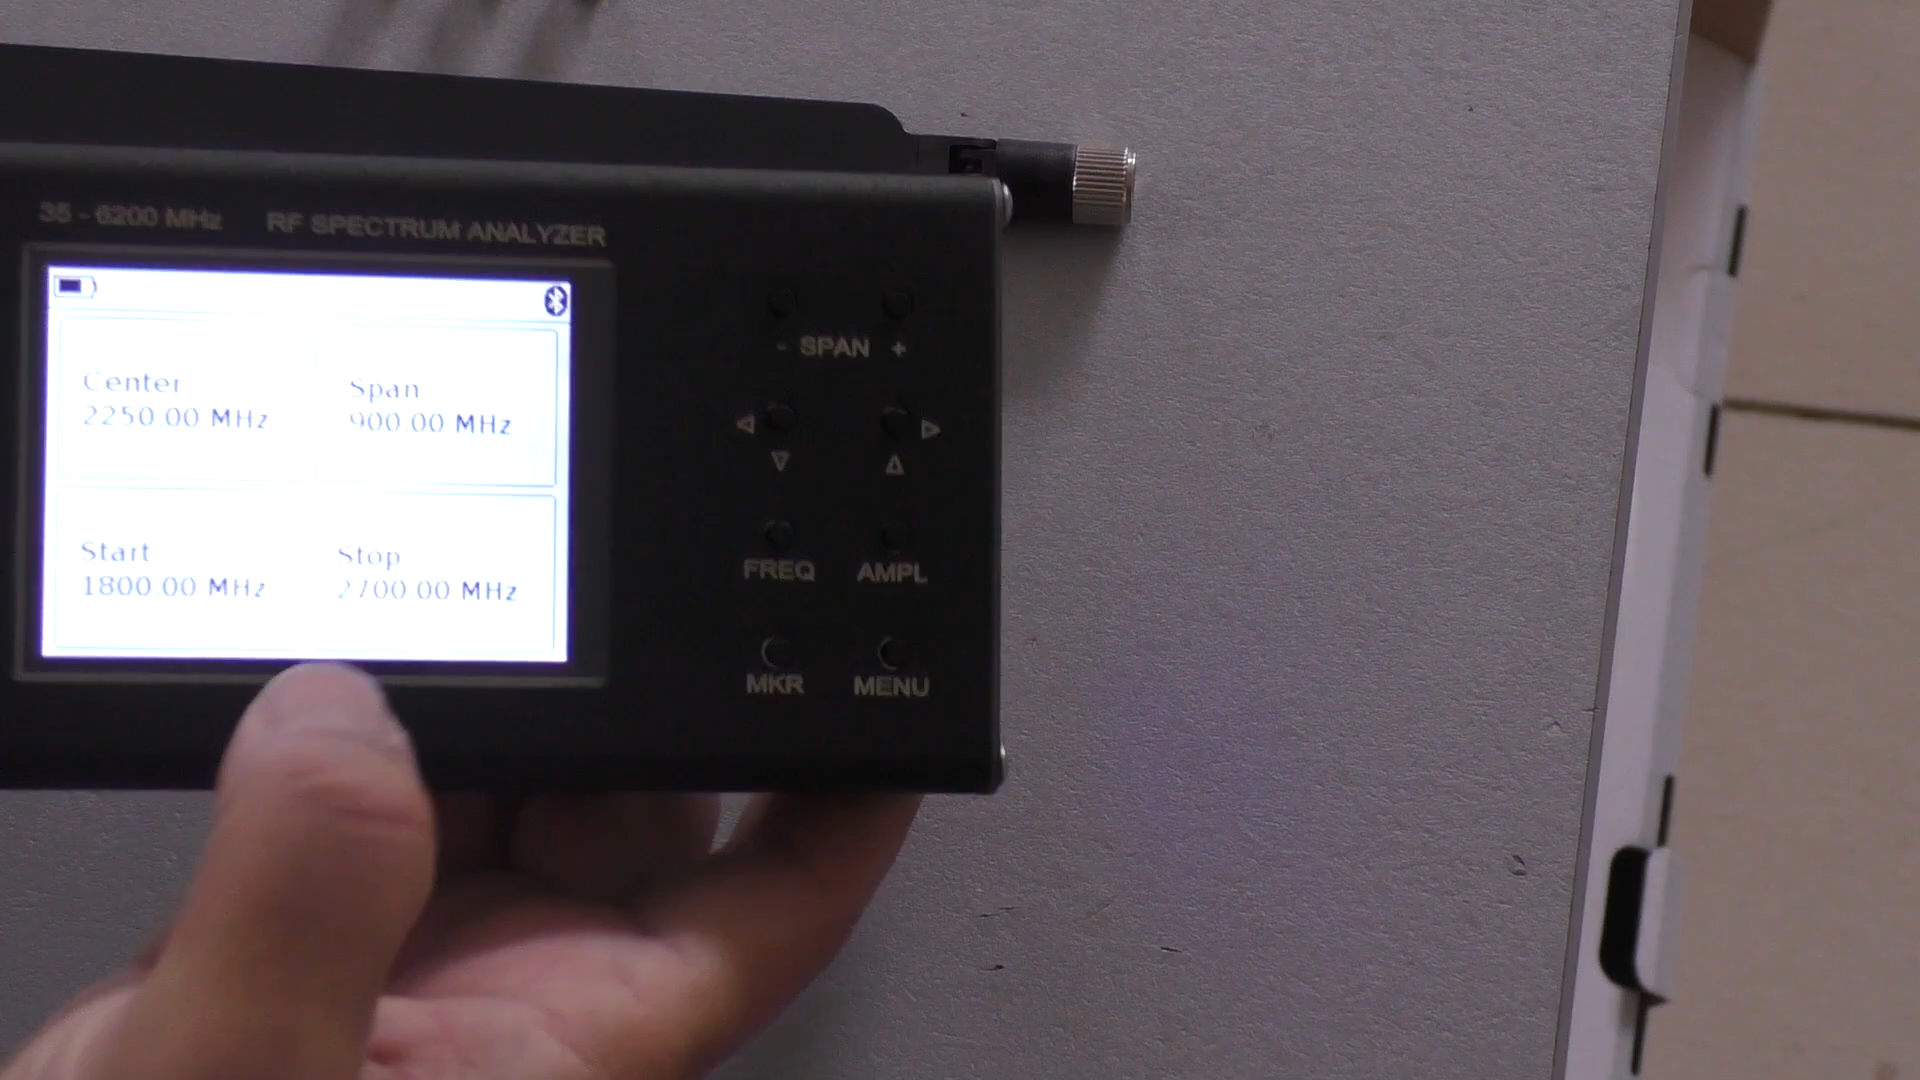 35 - 6200 MHz RF SPECTRUM ANALYZER
Center
2250.00 MHz
Span
900.00 MHz
Start
1800.00 MHz
Stop
2700.00 MHz
- SPAN +
FREQ AMPL
MKR MENU